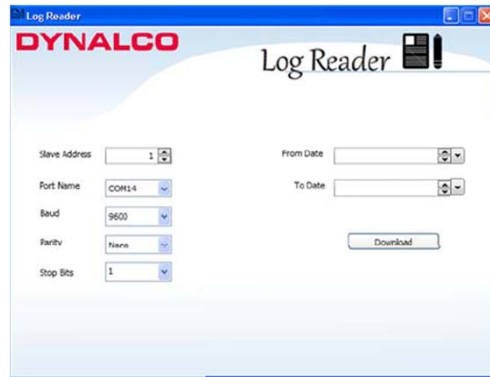 Log Reader
DYNALCO
Log Reader
Slave Address 1
From Date
Port Name COM14
To Date
Baud 9600
Parity None
Download
Stop Bits 1